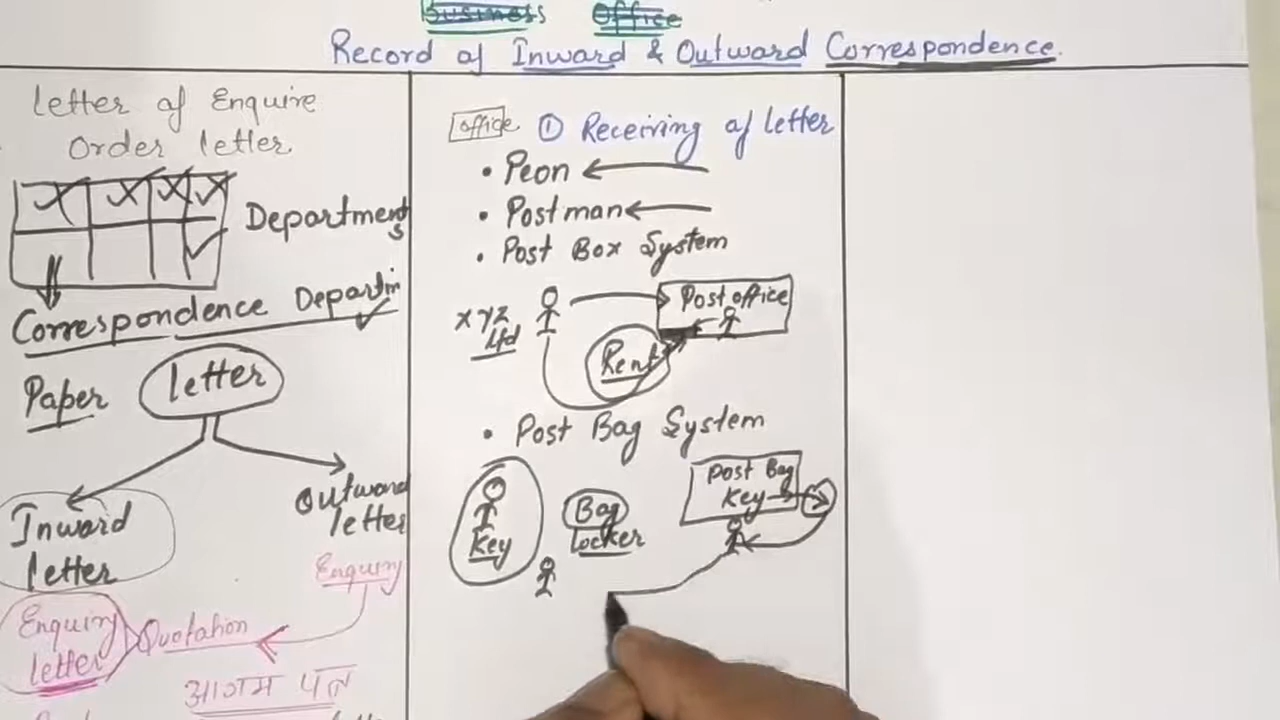 Business Office
Record of Inward & Outward Correspondence.
letter of Enquire
Order letter
Departments
Correspondence Departm
Paper letter
Inward
letter
Outward
letter
Enquiry
Enquiry
letter
Quotation
आगम पत्र
office ① Receiving of letter
• Peon
• Postman
• Post Box System
XYZ
Ltd
Post office
Rent
• Post Bag System
Key
Bag
Locker
Post Bag
Key